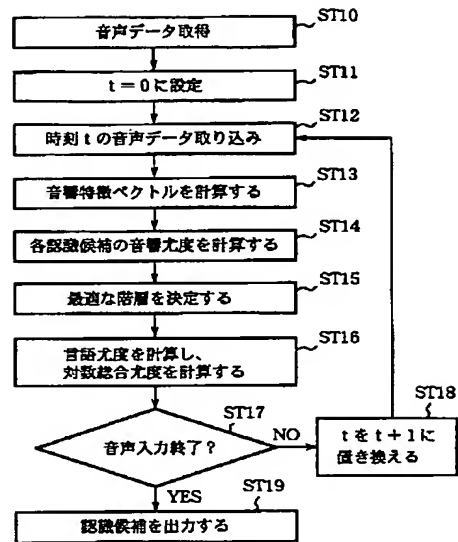 ST10
音声データ取得
ST11
t=0に設定
ST12
時刻tの音声データ取り込み
ST13
音響特徴ベクトルを計算する
ST14
各認識候補の音響尤度を計算する
ST15
最適な階層を決定する
ST16
言語尤度を計算し、
対数総合尤度を計算する
ST17
音声入力終了?
NO
ST18
tをt+1に
置き換える
YES
ST19
認識候補を出力する